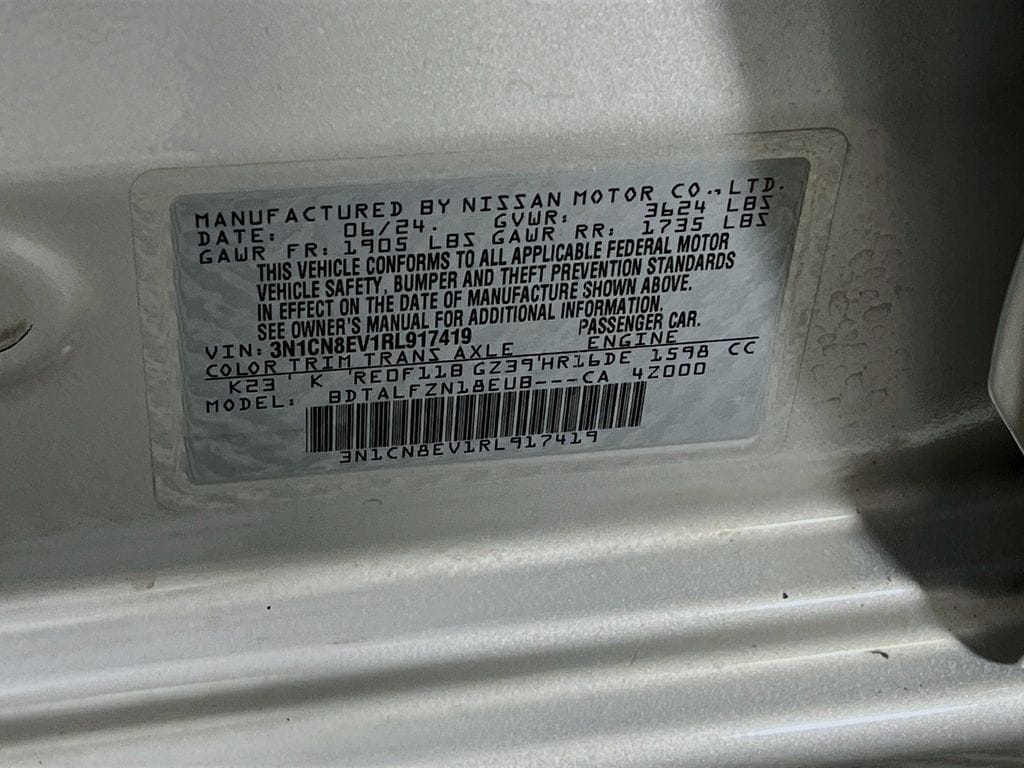 MANUFACTURED BY NISSAN MOTOR CO., LTD.
DATE: 06/24. GVWR: 3624 LBS
GAWR FR: 1905 LBS GAWR RR: 1735 LBS
THIS VEHICLE CONFORMS TO ALL APPLICABLE FEDERAL MOTOR
VEHICLE SAFETY, BUMPER AND THEFT PREVENTION STANDARDS
IN EFFECT ON THE DATE OF MANUFACTURE SHOWN ABOVE.
SEE OWNER'S MANUAL FOR ADDITIONAL INFORMATION.
VIN: 3N1CN8EV1RL917419 PASSENGER CAR.
COLOR TRIM TRANS AXLE ENGINE
K23 K RE0F11B GZ39 HR16DE 1598 CC
MODEL: BDTALFZN18EUB---CA 4Z000
3N1CN8EV1RL917419